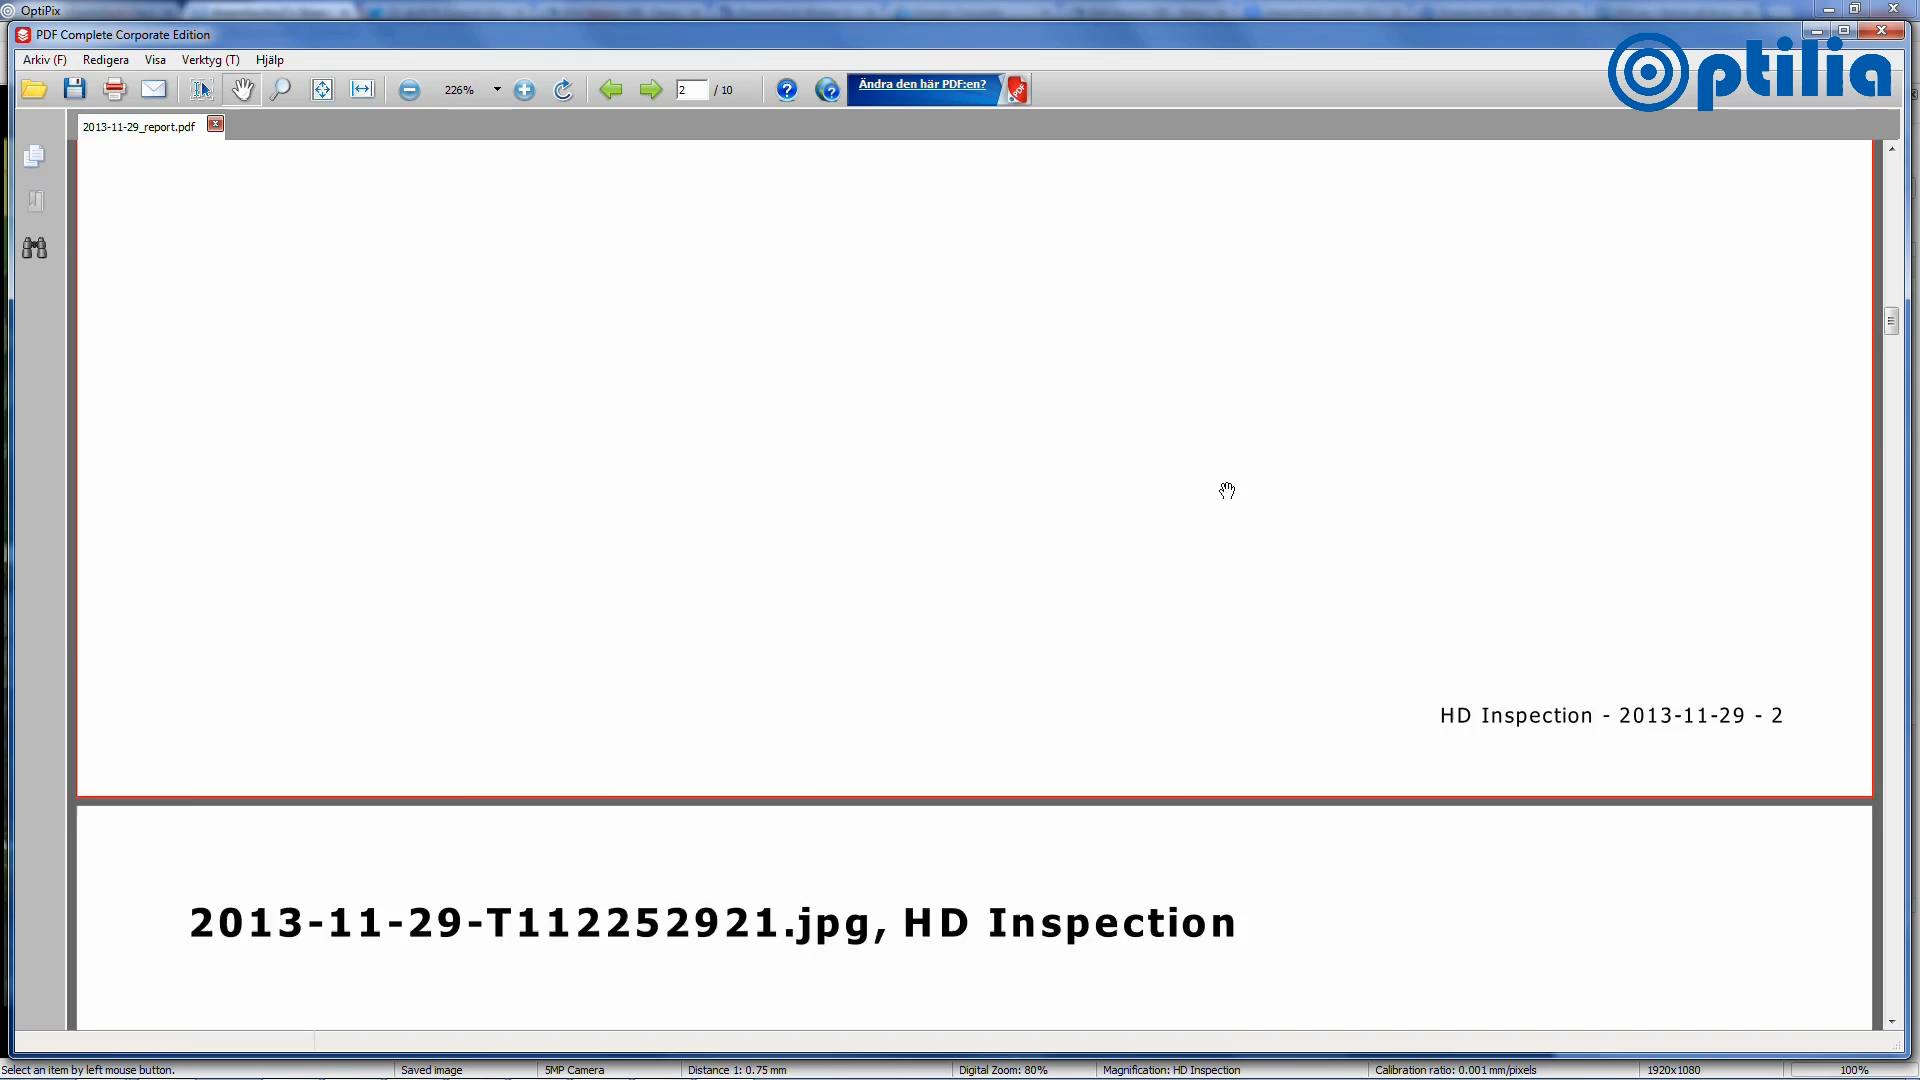 OptiPix
PDF Complete Corporate Edition
Arkiv (F) Redigera Visa Verktyg (T) Hjälp
226% 2 / 10 Ändra den här PDF:en?
Optilia
2013-11-29_report.pdf
HD Inspection - 2013-11-29 - 2
2013-11-29-T112252921.jpg, HD Inspection
Select an item by left mouse button. Saved image 5MP Camera Distance 1: 0.75 mm Digital Zoom: 80% Magnification: HD Inspection Calibration ratio: 0.001 mm/pixels 1920x1080 100%